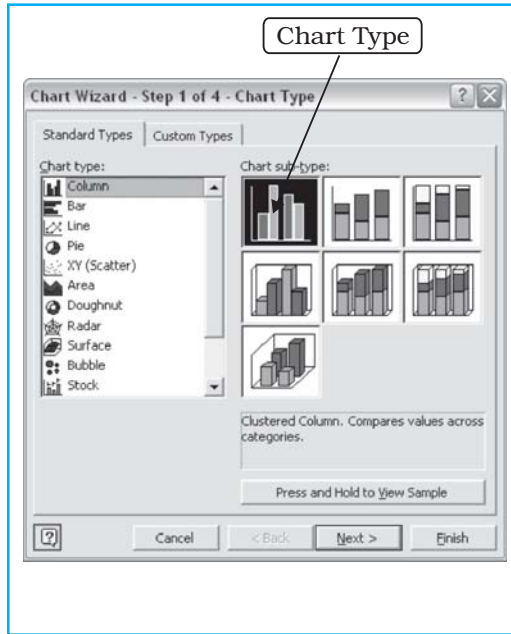 Chart Type
Chart Wizard - Step 1 of 4 - Chart Type
Standard Types
Custom Types
Chart type:
Column
Bar
Line
Pie
XY (Scatter)
Area
Doughnut
Radar
Surface
Bubble
Stock
Chart sub-type:
Clustered Column. Compares values across
categories.
Press and Hold to View Sample
Cancel
< Back
Next >
Finish